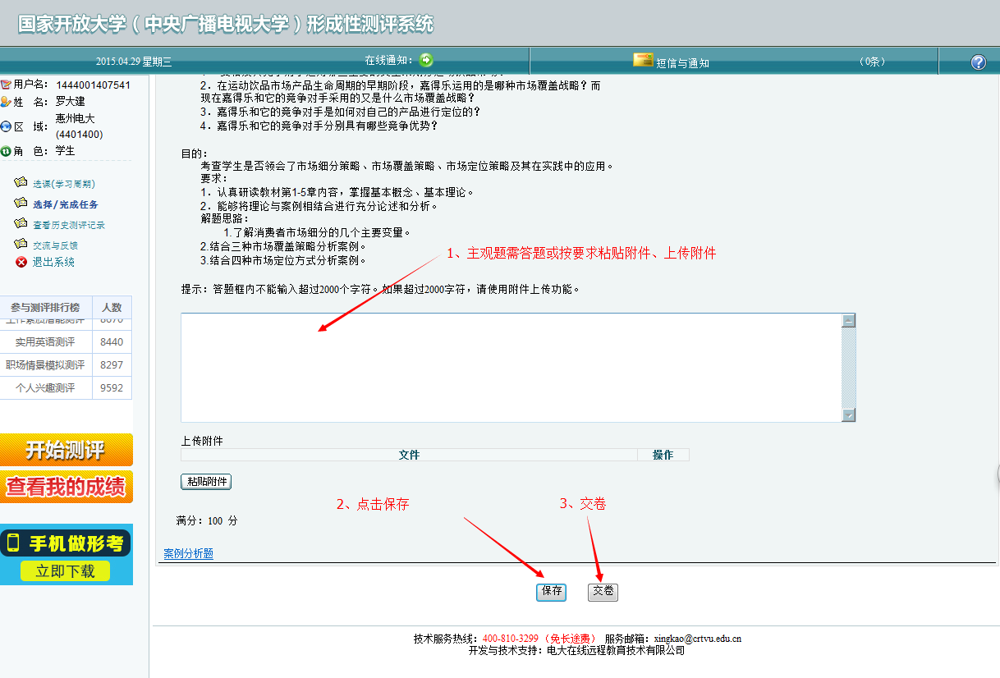 国家开放大学（中央广播电视大学）形成性测评系统
2015.04.29 星期三
在线通知：
短信与通知
（0条）
用户名： 1444001407541
姓 名： 罗大建
区 域： 惠州电大
(4401400)
角 色： 学生
选课(学习周期)
选择/完成任务
查看历史测评记录
交流与反馈
退出系统
参与测评排行榜 人数
工作素质潜能测评 8070
实用英语测评 8440
职场情景模拟测评 8297
个人兴趣测评 9592
开始测评
查看我的成绩
手机做形考
立即下载
2．在运动饮品市场产品生命周期的早期阶段，嘉得乐运用的是哪种市场覆盖战略？而
现在嘉得乐和它的竞争对手采用的又是什么市场覆盖战略？
3．嘉得乐和它的竞争对手是如何对自己的产品进行定位的？
4．嘉得乐和它的竞争对手分别具有哪些竞争优势？
目的：
考查学生是否领会了市场细分策略、市场覆盖策略、市场定位策略及其在实践中的应用。
要求：
1．认真研读教材第1-5章内容，掌握基本概念、基本理论。
2．能够将理论与案例相结合进行充分论述和分析。
解题思路：
1.了解消费者市场细分的几个主要变量。
2.结合三种市场覆盖策略分析案例。
3.结合四种市场定位方式分析案例。
1、主观题需答题或按要求粘贴附件、上传附件
提示：答题框内不能输入超过2000个字符。如果超过2000字符，请使用附件上传功能。
上传附件
文件 操作
粘贴附件
2、点击保存
3、交卷
满分：100 分
案例分析题
保存 交卷
技术服务热线：400-810-3299 （免长途费） 服务邮箱：xingkao@crtvu.edu.cn
开发与技术支持：电大在线远程教育技术有限公司